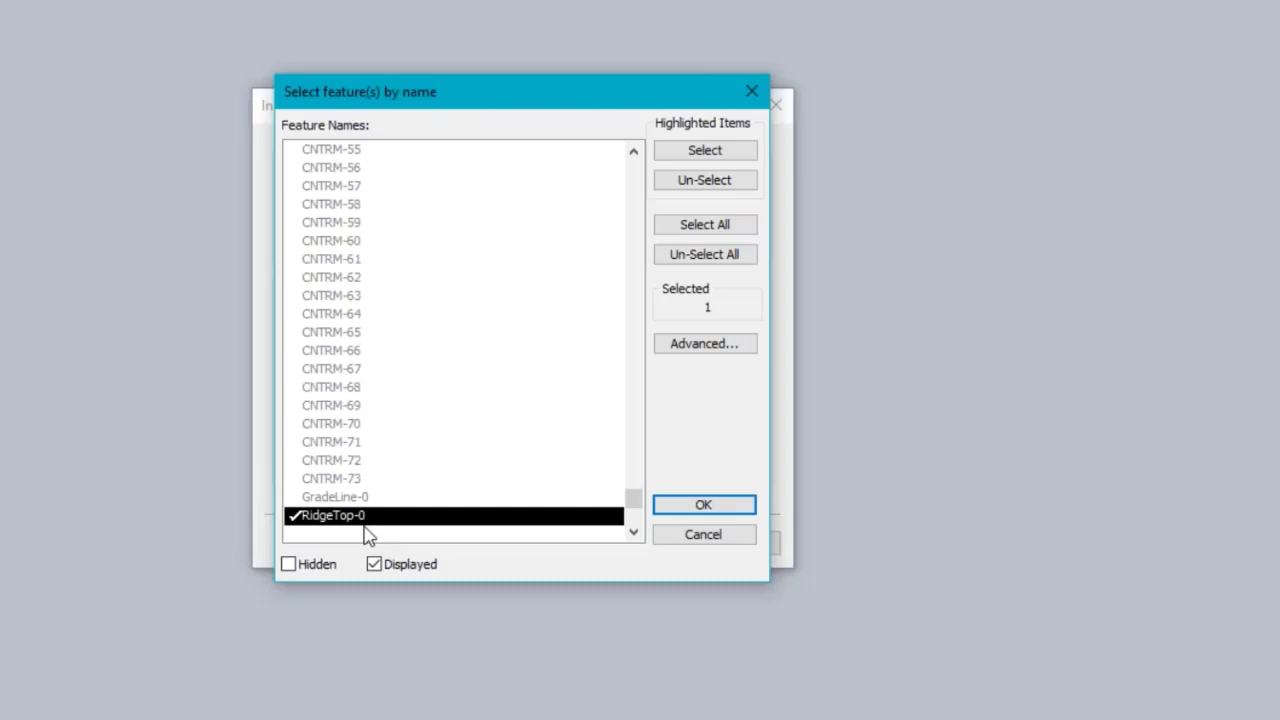 Select feature(s) by name
In
Feature Names:
Highlighted Items
CNTRM-55
Select
CNTRM-56
CNTRM-57
Un-Select
CNTRM-58
CNTRM-59
Select All
CNTRM-60
CNTRM-61
Un-Select All
CNTRM-62
CNTRM-63
Selected
1
CNTRM-64
CNTRM-65
Advanced...
CNTRM-66
CNTRM-67
CNTRM-68
CNTRM-69
CNTRM-70
CNTRM-71
CNTRM-72
CNTRM-73
GradeLine-0
OK
RidgeTop-0
Cancel
Hidden
Displayed